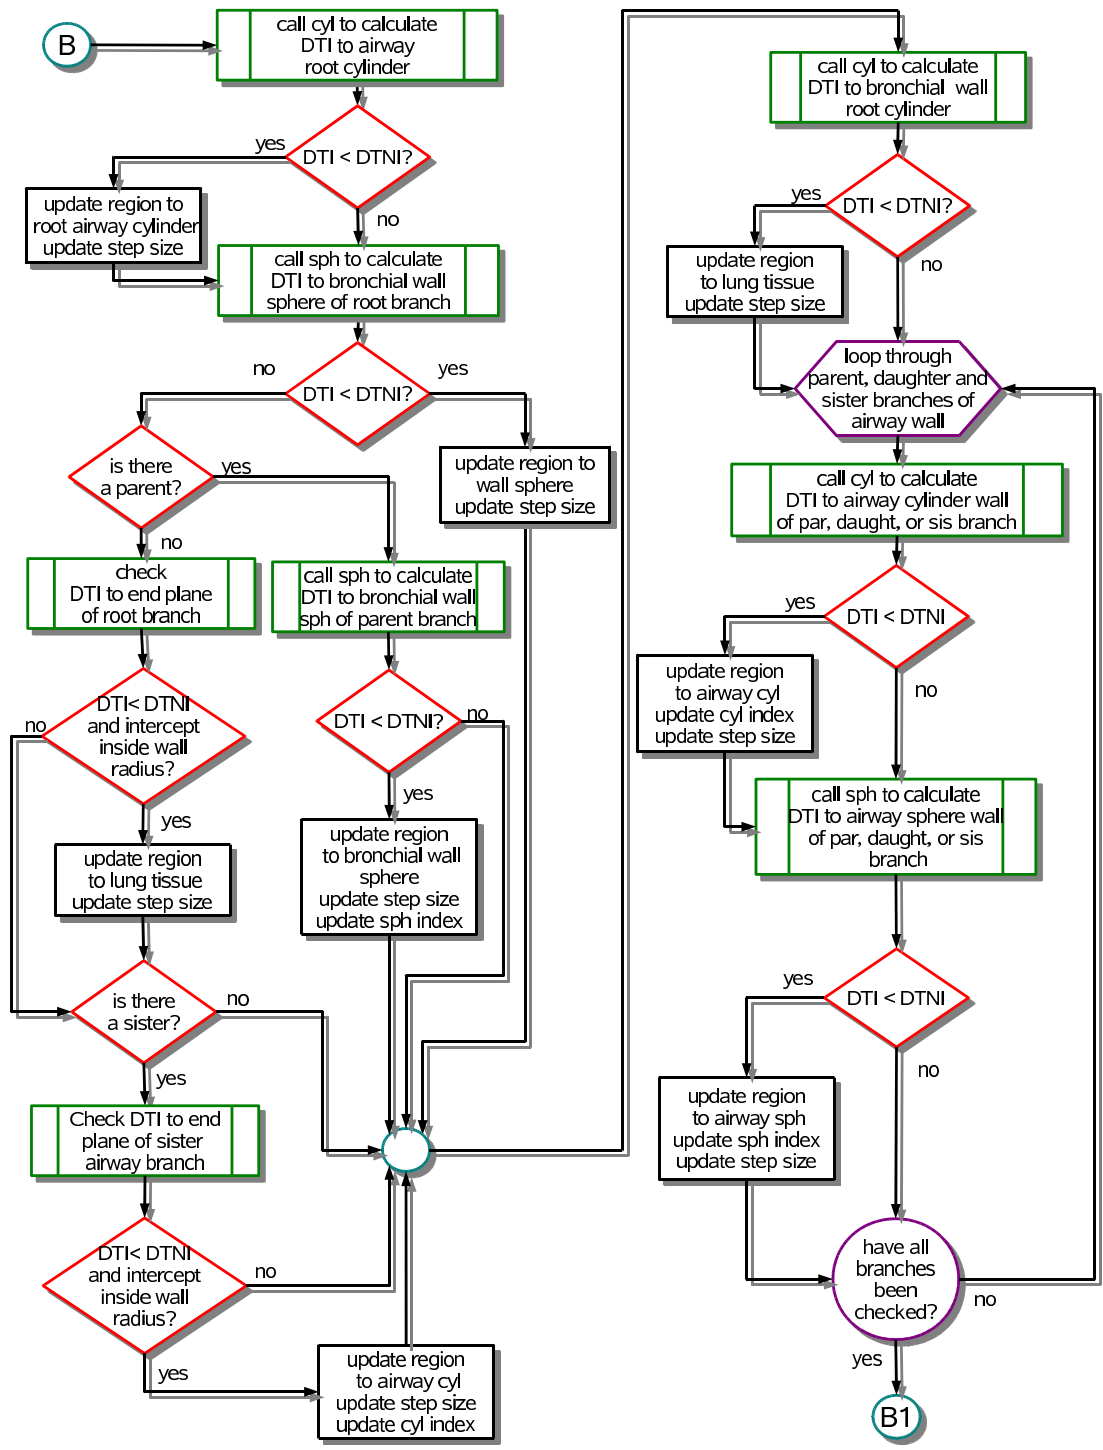 B
call cyl to calculate
DTI to airway
root cylinder
yes
DTI < DTNI?
update region to
root airway cylinder
update step size
no
call sph to calculate
DTI to bronchial wall
sphere of root branch
no
DTI < DTNI?
yes
is there
a parent?
yes
update region to
wall sphere
update step size
no
check
DTI to end plane
of root branch
call sph to calculate
DTI to bronchial wall
sph of parent branch
DTI< DTNI
and intercept
inside wall
radius?
no
DTI < DTNI?
no
yes
yes
update region
to lung tissue
update step size
update region
to bronchial wall
sphere
update step size
update sph index
is there
a sister?
no
yes
Check DTI to end
plane of sister
airway branch
DTI< DTNI
and intercept
inside wall
radius?
no
yes
update region
to airway cyl
update step size
update cyl index
call cyl to calculate
DTI to bronchial wall
root cylinder
yes
DTI < DTNI?
update region
to lung tissue
update step size
no
loop through
parent, daughter and
sister branches of
airway wall
call cyl to calculate
DTI to airway cylinder wall
of par, daught, or sis branch
yes
DTI < DTNI
update region
to airway cyl
update cyl index
update step size
no
call sph to calculate
DTI to airway sphere wall
of par, daught, or sis
branch
yes
DTI < DTNI
no
update region
to airway sph
update sph index
update step size
have all
branches
been
checked?
no
yes
B1